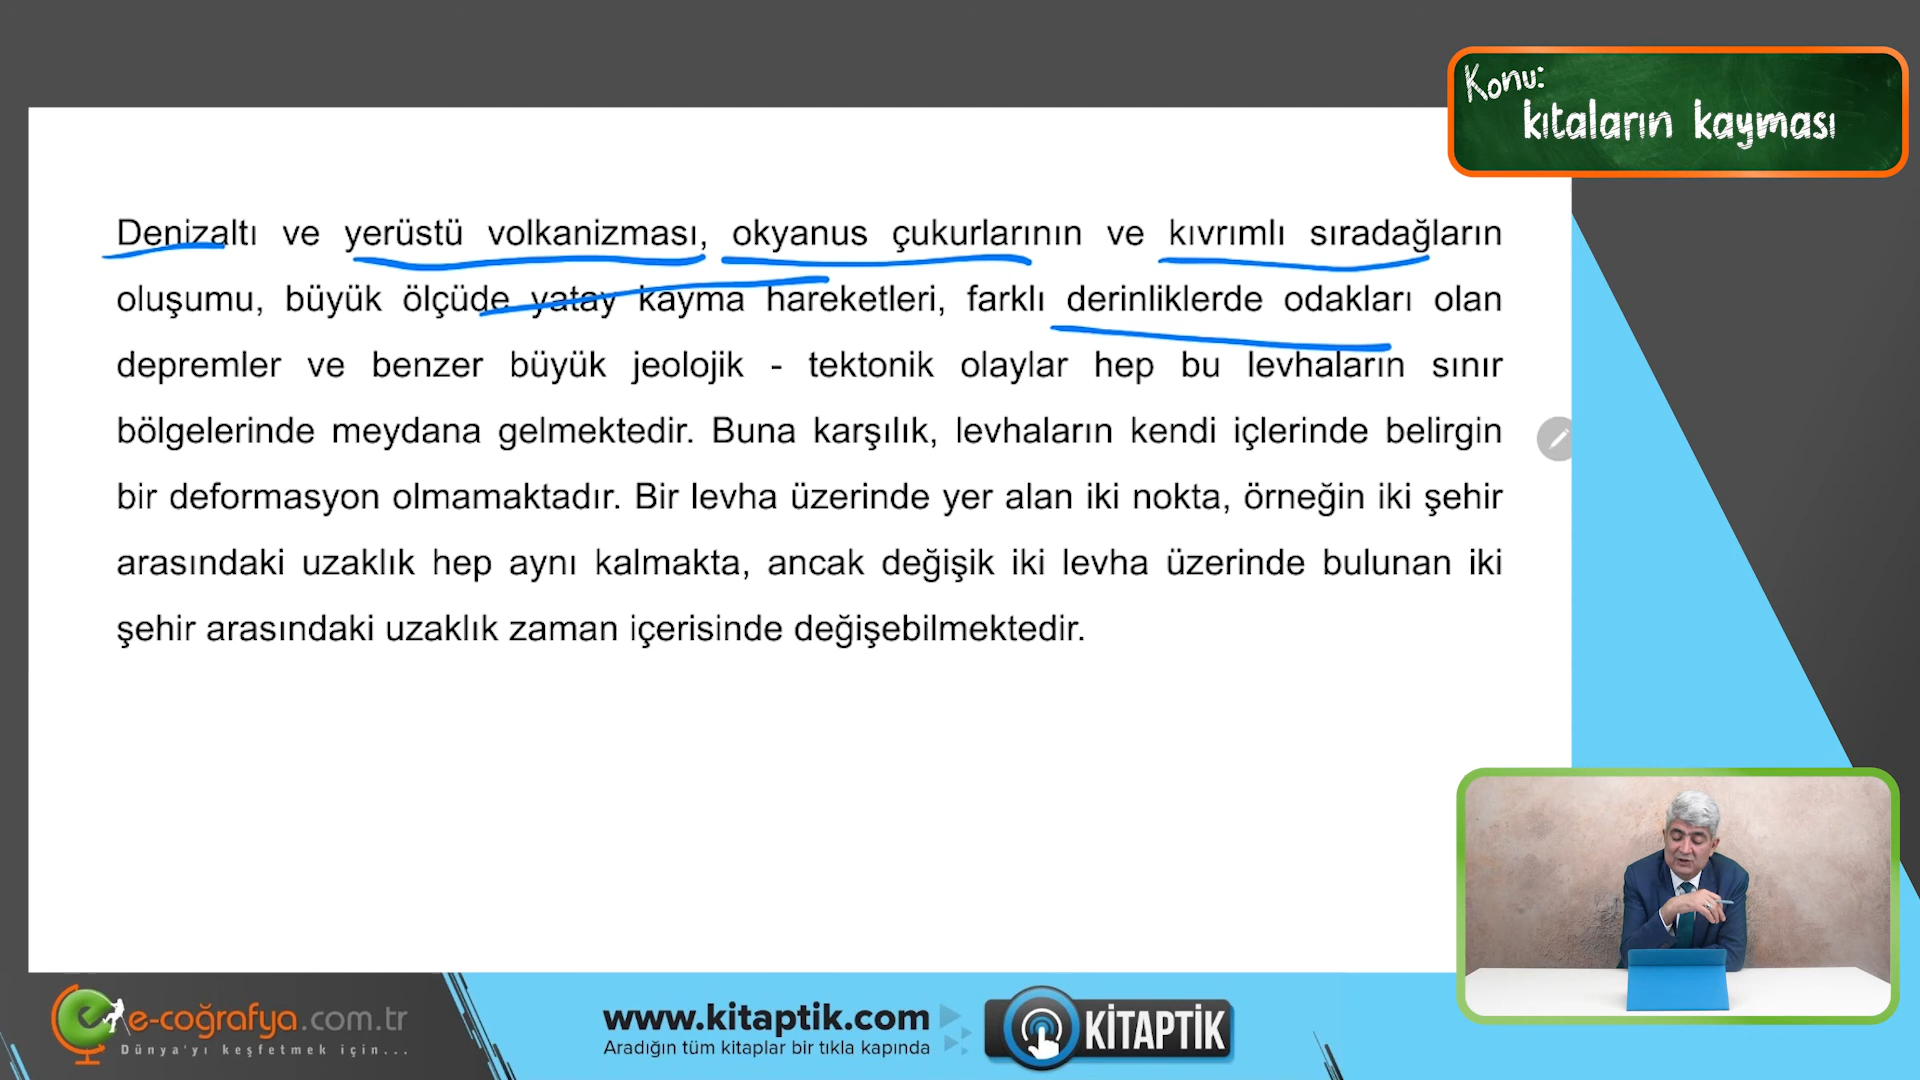 Konu:
kıtaların kayması
Denizaltı ve yerüstü volkanizması, okyanus çukurlarının ve kıvrımlı sıradağların
oluşumu, büyük ölçüde yatay kayma hareketleri, farklı derinliklerde odakları olan
depremler ve benzer büyük jeolojik - tektonik olaylar hep bu levhaların sınır
bölgelerinde meydana gelmektedir. Buna karşılık, levhaların kendi içlerinde belirgin
bir deformasyon olmamaktadır. Bir levha üzerinde yer alan iki nokta, örneğin iki şehir
arasındaki uzaklık hep aynı kalmakta, ancak değişik iki levha üzerinde bulunan iki
şehir arasındaki uzaklık zaman içerisinde değişebilmektedir.
e-coğrafya.com.tr
Dünya'yı keşfetmek için...
www.kitaptik.com
Aradığın tüm kitaplar bir tıkla kapında
KİTAPTIK